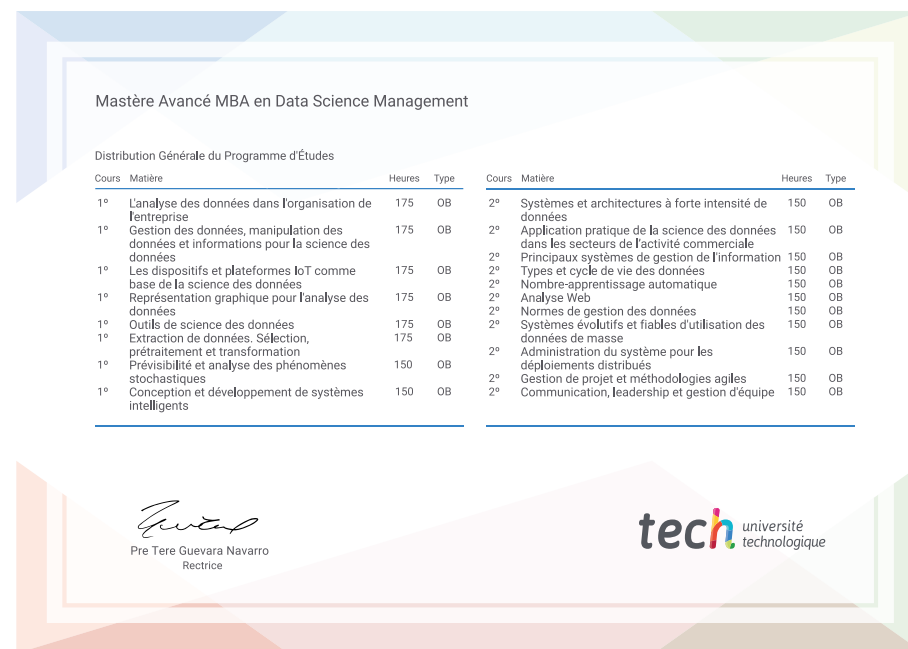 Mastère Avancé MBA en Data Science Management
Distribution Générale du Programme d'Études
Cours Matière Heures Type
1º L'analyse des données dans l'organisation de 175 OB
l'entreprise
1º Gestion des données, manipulation des 175 OB
données et informations pour la science des
données
1º Les dispositifs et plateformes IoT comme 175 OB
base de la science des données
1º Représentation graphique pour l'analyse des 175 OB
données
1º Outils de science des données 175 OB
1º Extraction de données. Sélection, 175 OB
prétraitement et transformation
1º Prévisibilité et analyse des phénomènes 150 OB
stochastiques
1º Conception et développement de systèmes 150 OB
intelligents
Cours Matière Heures Type
2º Systèmes et architectures à forte intensité de 150 OB
données
2º Application pratique de la science des données 150 OB
dans les secteurs de l'activité commerciale
2º Principaux systèmes de gestion de l'information 150 OB
2º Types et cycle de vie des données 150 OB
2º Nombre-apprentissage automatique 150 OB
2º Analyse Web 150 OB
2º Normes de gestion des données 150 OB
2º Systèmes évolutifs et fiables d'utilisation des 150 OB
données de masse
2º Administration du système pour les 150 OB
déploiements distribués
2º Gestion de projet et méthodologies agiles 150 OB
2º Communication, leadership et gestion d'équipe 150 OB
Pre Tere Guevara Navarro
Rectrice
tech université
technologique